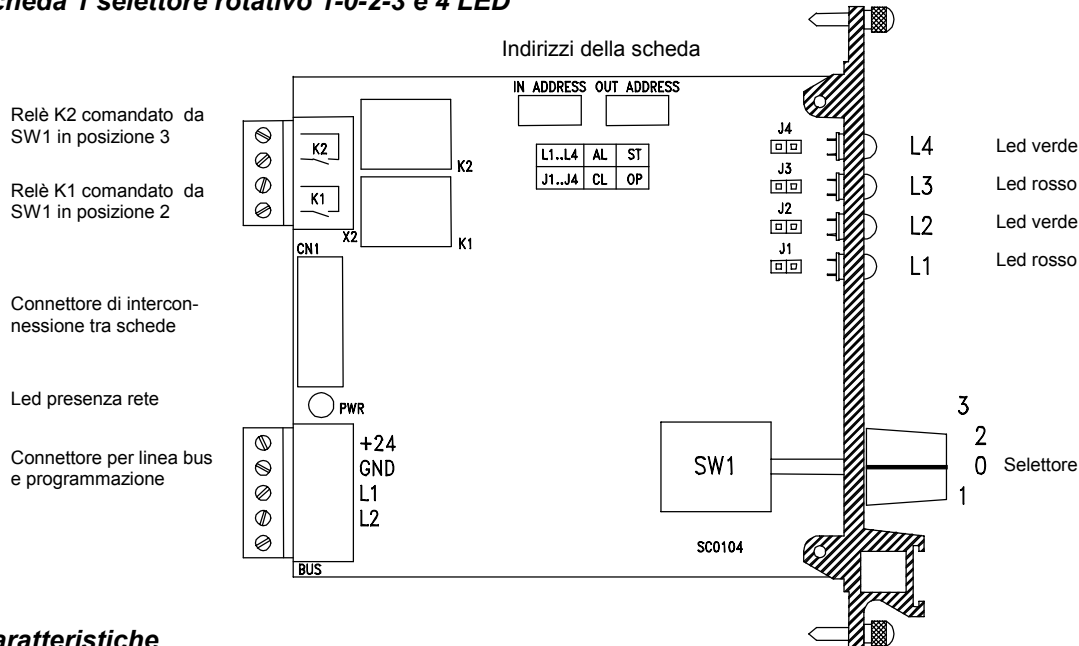 cheda 1 selettore rotativo 1-0-2-3 e 4 LED
Indirizzi della scheda
IN ADDRESS OUT ADDRESS
Relè K2 comandato da
SW1 in posizione 3
Relè K1 comandato da
SW1 in posizione 2
K2
K1
X2
K2
K1
L1..L4 AL ST
J1..J4 CL OP
J4
J3
J2
J1
L4 Led verde
L3 Led rosso
L2 Led verde
L1 Led rosso
CN1
Connettore di intercon-
nessione tra schede
Led presenza rete
PWR
Connettore per linea bus
e programmazione
+24
GND
L1
L2
BUS
SW1
3
2
0 Selettore
1
SC0104
aratteristiche